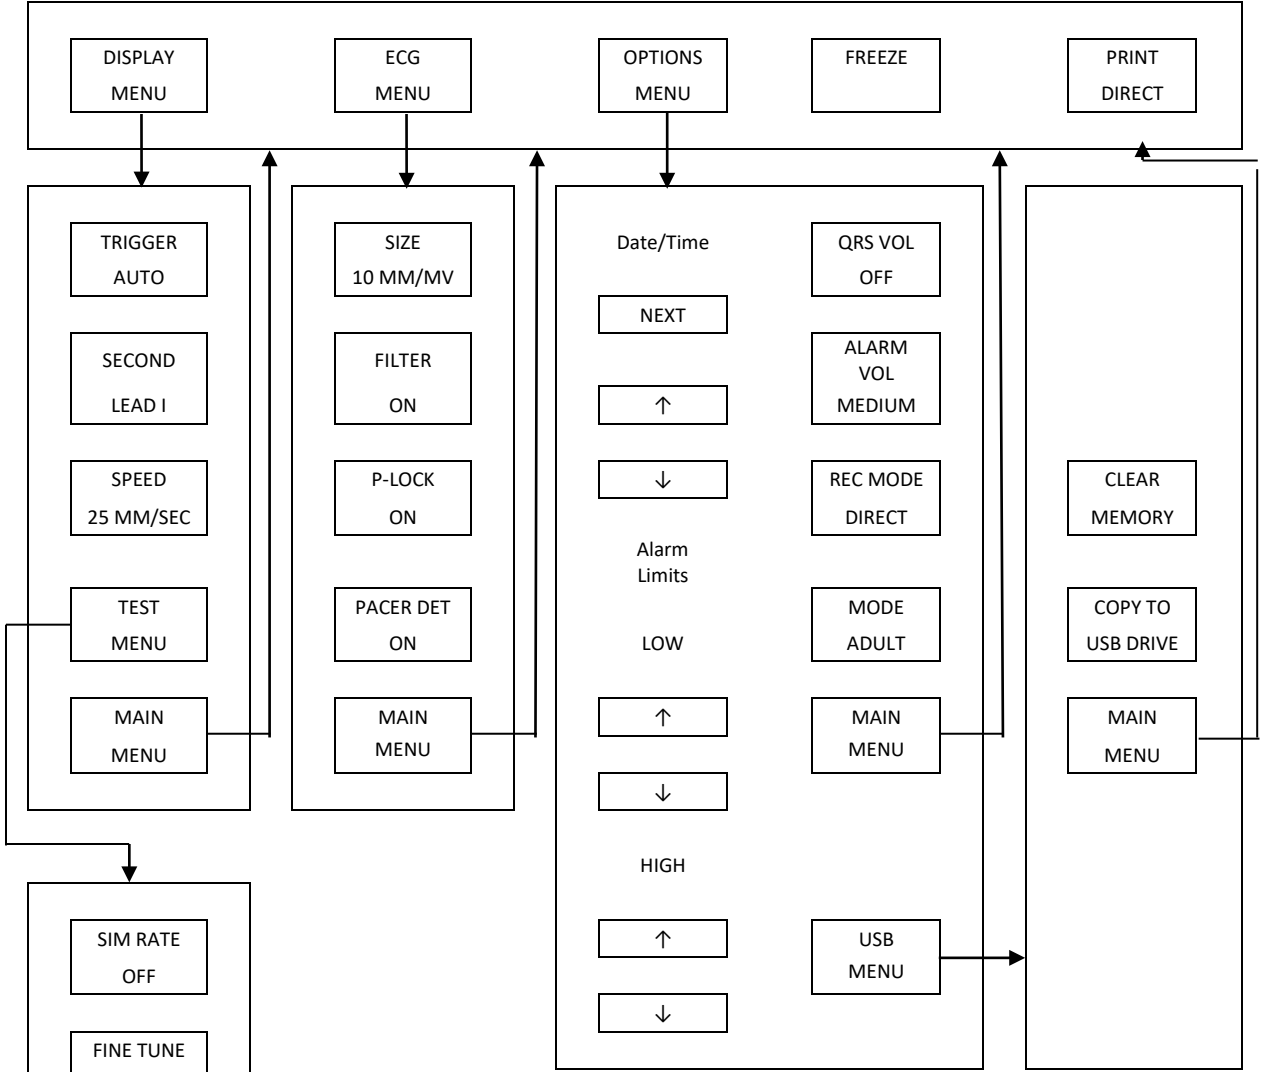 DISPLAY
MENU
ECG
MENU
OPTIONS
MENU
FREEZE
PRINT
DIRECT
TRIGGER
AUTO
SECOND
LEAD I
SPEED
25 MM/SEC
TEST
MENU
MAIN
MENU
SIZE
10 MM/MV
FILTER
ON
P-LOCK
ON
PACER DET
ON
MAIN
MENU
Date/Time
NEXT
↑
↓
Alarm
Limits
LOW
↑
↓
HIGH
↑
↓
QRS VOL
OFF
ALARM
VOL
MEDIUM
REC MODE
DIRECT
MODE
ADULT
MAIN
MENU
USB
MENU
CLEAR
MEMORY
COPY TO
USB DRIVE
MAIN
MENU
SIM RATE
OFF
FINE TUNE